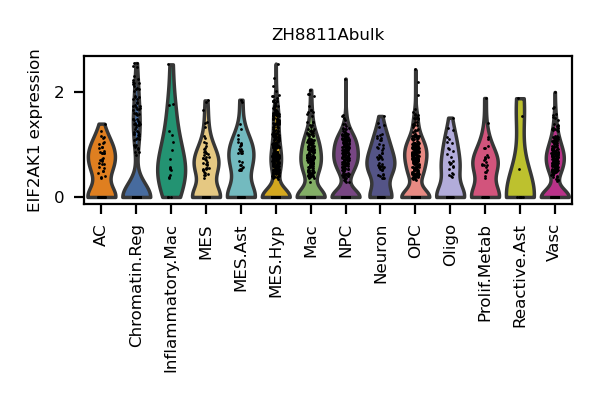 ZH8811Abulk
EIF2AK1 expression
2
0
AC
Chromatin.Reg
Inflammatory.Mac
MES
MES.Ast
MES.Hyp
Mac
NPC
Neuron
OPC
Oligo
Prolif.Metab
Reactive.Ast
Vasc